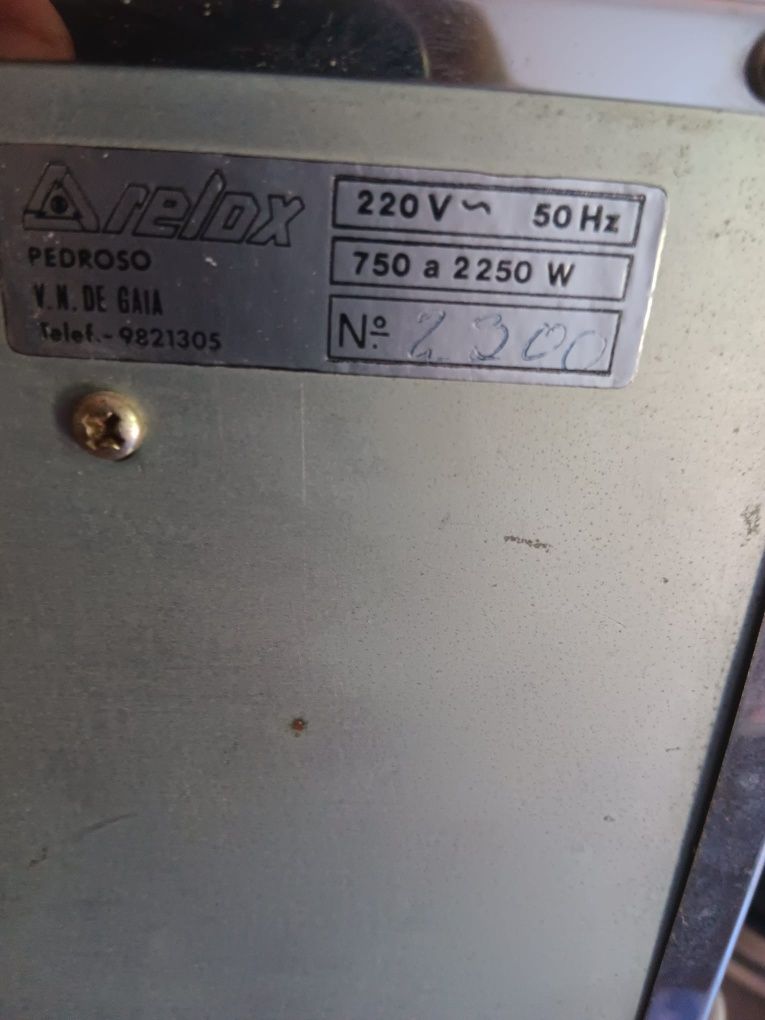 relox
PEDROSO
V.N. DE GAIA
Telef.-9821305
220 V ~ 50 Hz
750 a 2250 W
Nº 2300